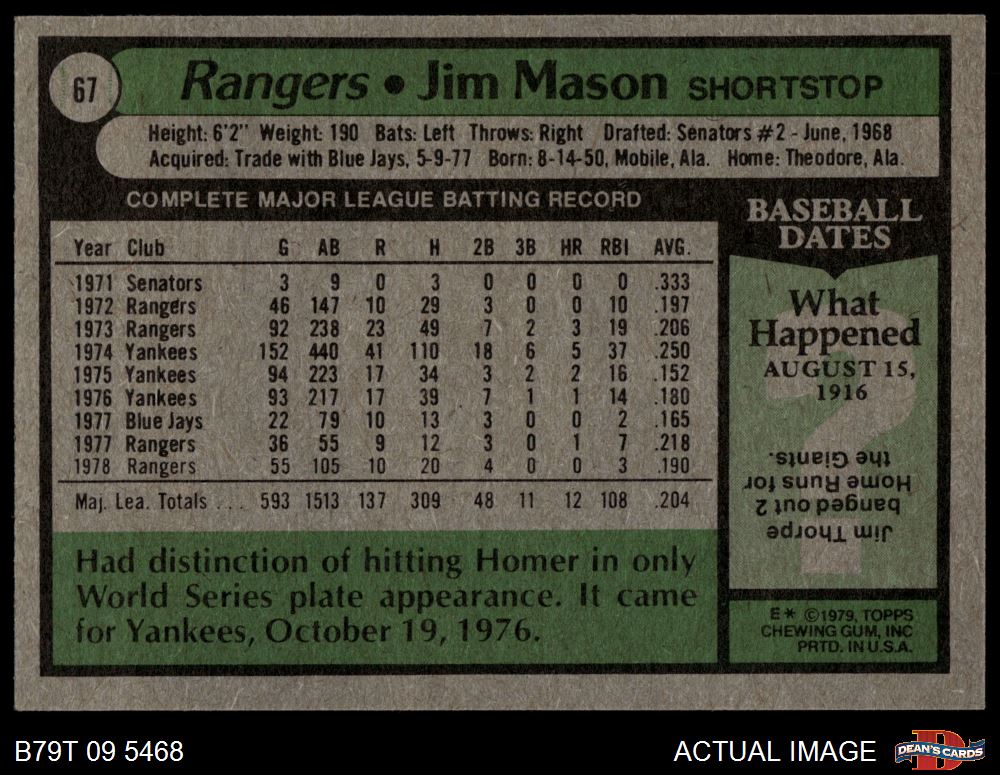 67
Rangers • Jim Mason SHORTSTOP
Height: 6'2" Weight: 190 Bats: Left Throws: Right Drafted: Senators #2 - June, 1968
Acquired: Trade with Blue Jays, 5-9-77 Born: 8-14-50, Mobile, Ala. Home: Theodore, Ala.
COMPLETE MAJOR LEAGUE BATTING RECORD
Year Club G AB R H 2B 3B HR RBI AVG.
1971 Senators 3 9 0 3 0 0 0 0 .333
1972 Rangers 46 147 10 29 3 0 0 10 .197
1973 Rangers 92 238 23 49 7 2 3 19 .206
1974 Yankees 152 440 41 110 18 6 5 37 .250
1975 Yankees 94 223 17 34 3 2 2 16 .152
1976 Yankees 93 217 17 39 7 1 1 14 .180
1977 Blue Jays 22 79 10 13 3 0 0 2 .165
1977 Rangers 36 55 9 12 3 0 1 7 .218
1978 Rangers 55 105 10 20 4 0 0 3 .190
Maj. Lea. Totals . . . 593 1513 137 309 48 11 12 108 .204
Had distinction of hitting Homer in only
World Series plate appearance. It came
for Yankees, October 19, 1976.
BASEBALL
DATES
What
Happened
AUGUST 15,
1916
?
Jim Thorpe
banged out 2
Home Runs for
the Giants.
E* ©1979, TOPPS
CHEWING GUM, INC
PRTD. IN U.S.A.
B79T 09 5468
ACTUAL IMAGE
D
DEAN'S CARDS